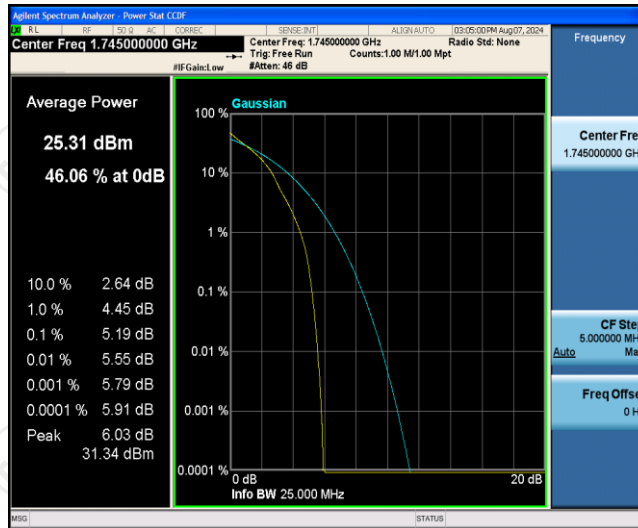 Agilent Spectrum Analyzer - Power Stat CCDF
RL RF 50 Ω AC CORREC SENSE:INT ALIGN AUTO 03:05:00 PM Aug 07, 2024
Center Freq 1.745000000 GHz
Center Freq: 1.745000000 GHz Radio Std: None
Trig: Free Run Counts:1.00 M/1.00 Mpt
#IFGain:Low #Atten: 46 dB
Frequency
Average Power
25.31 dBm
46.06 % at 0dB
10.0 % 2.64 dB
1.0 % 4.45 dB
0.1 % 5.19 dB
0.01 % 5.55 dB
0.001 % 5.79 dB
0.0001 % 5.91 dB
Peak 6.03 dB
31.34 dBm
Gaussian
100 %
10 %
1 %
0.1 %
0.01 %
0.001 %
0.0001 %
0 dB 20 dB
Info BW 25.000 MHz
Center Fre
1.745000000 GH
CF Ste
5.000000 MH
Auto Ma
Freq Offse
0 H
MSG STATUS